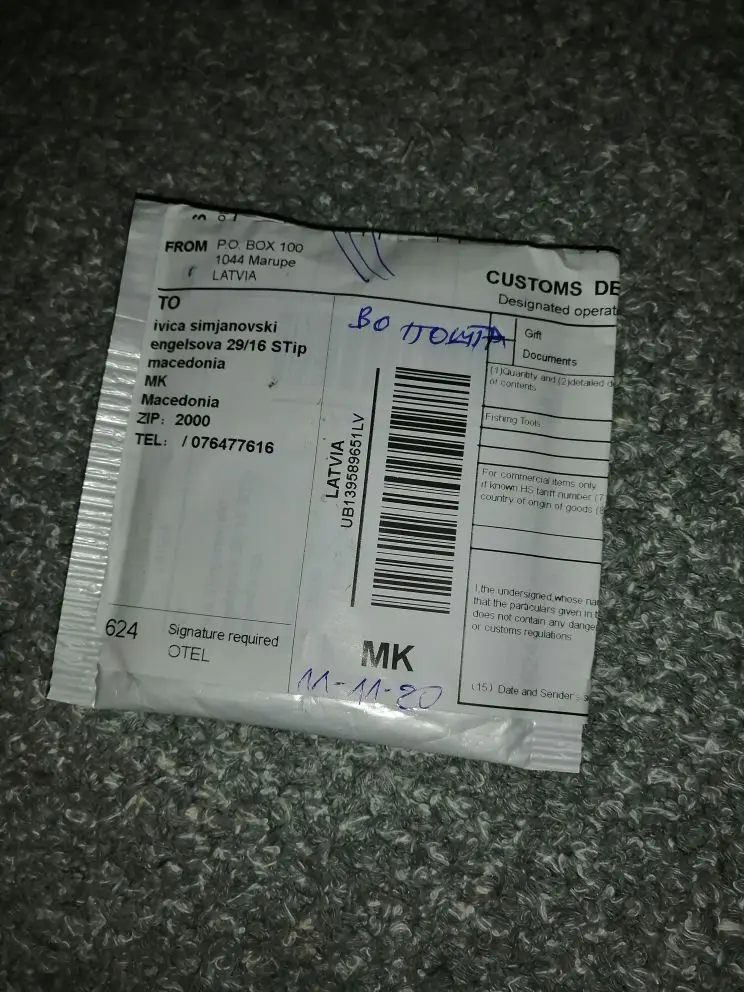 FROM P.O. BOX 100
1044 Marupe
LATVIA
TO
ivica simjanovski
engelsova 29/16 STip
macedonia
MK
Macedonia
ZIP: 2000
TEL: /076477616
624
Signature required
OTEL
ВО ПОШТА
LATVIA
UB139589651LV
MK
11-11-20
CUSTOMS DE
Designated operat
Gift
Documents
(1)Quantity and (2)detailed d
of contents
Fishing Tools
For commercial items only
if known,HS tariff number (7
country of origin of goods (8
I,the undersigned,whose na
that the particulars given in t
does not contain any dange
or customs regulations
(15) Date and Sender